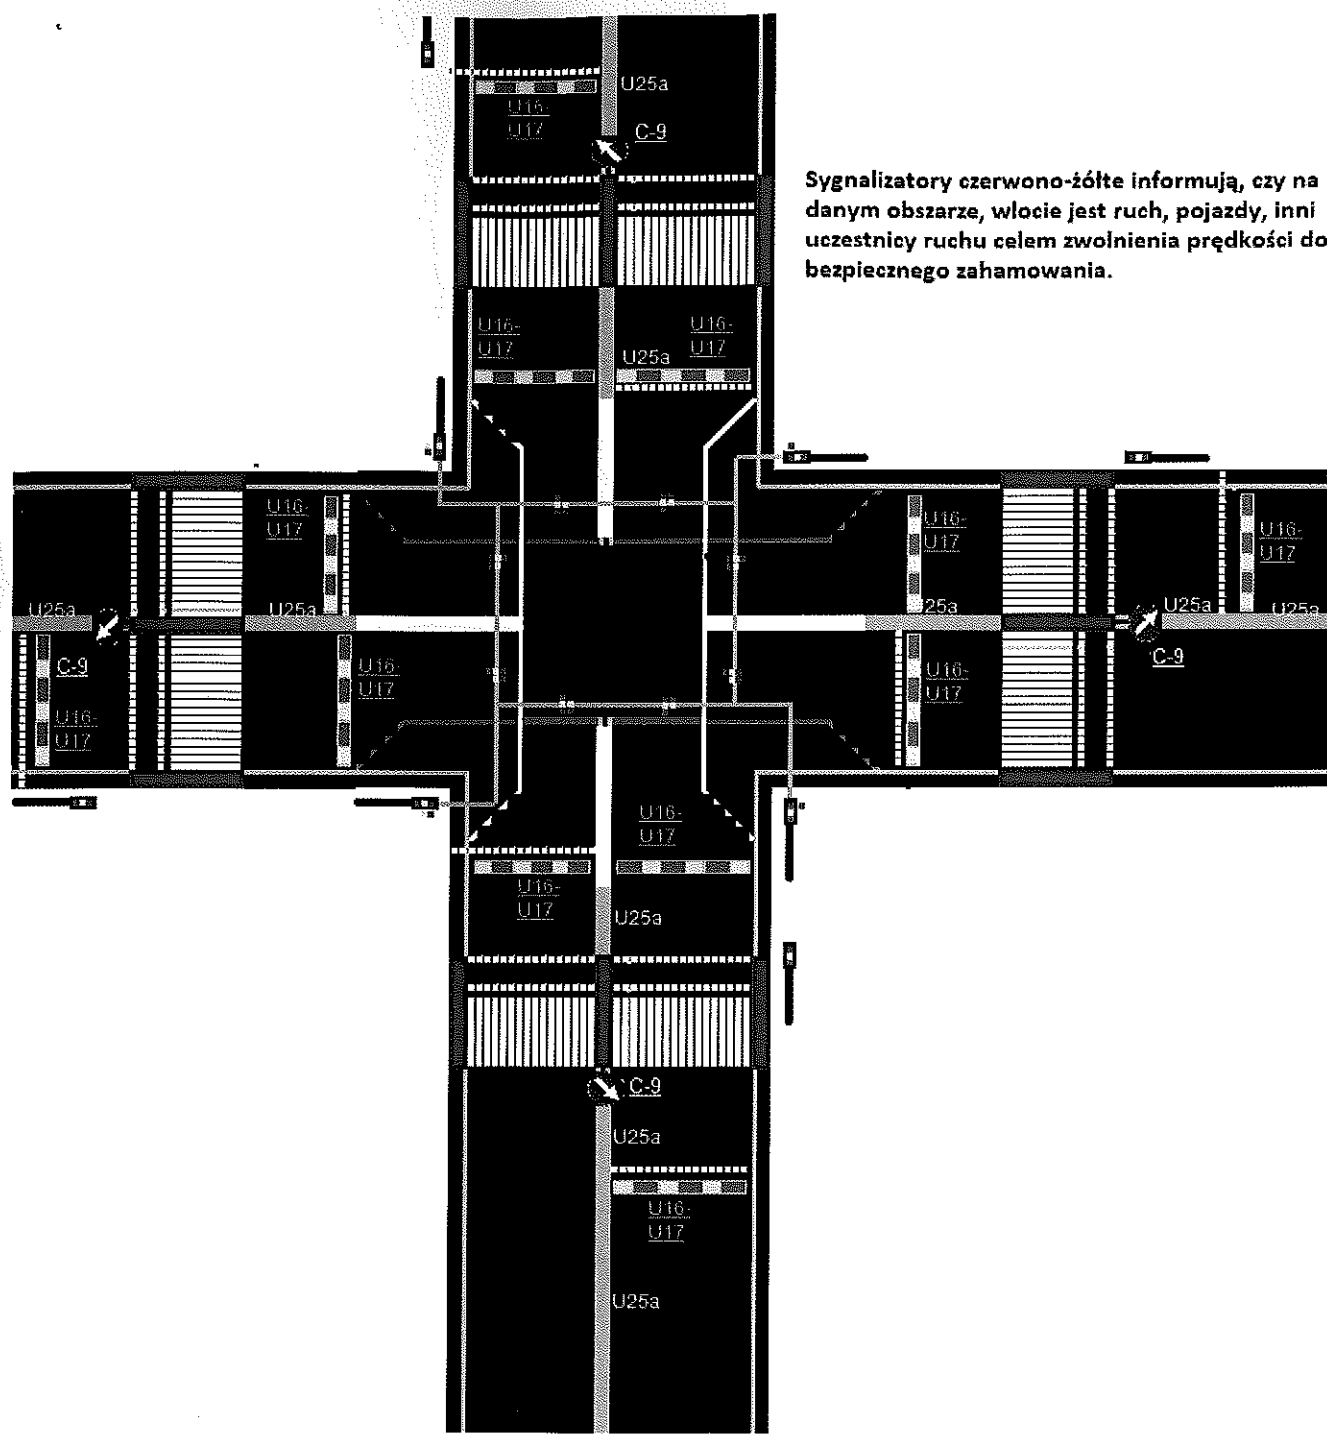 U25a
U16-
U17
C-9
Sygnalizatory czerwono-żółte informują, czy na
danym obszarze, wlocie jest ruch, pojazdy, inni
uczestnicy ruchu celem zwolnienia prędkości do
bezpiecznego zahamowania.
U16-
U17
U25a
U16-
U17
U16-
U17
U25a
U25a
U16-
U17
25a
U16-
U17
U25a
U25a
C-9
C-9
U16-
U17
U16-
U17
U16-
U17
U16-
U17
U16-
U17
U25a
C-9
U25a
U16-
U17
U25a